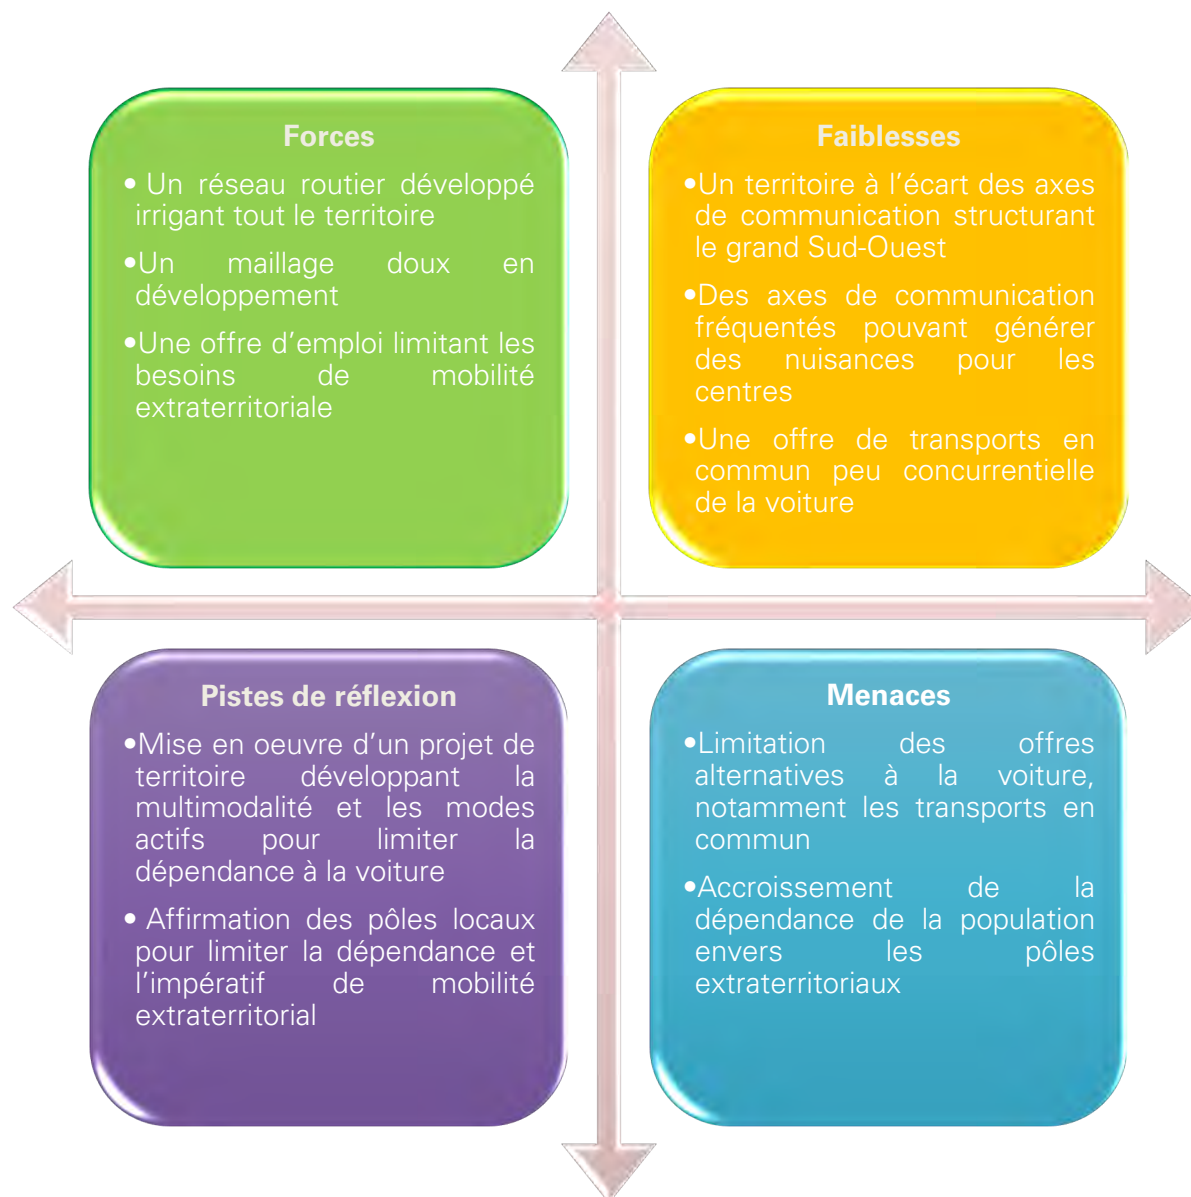 Forces
• Un réseau routier développé
irrigant tout le territoire
•Un maillage doux en
développement
•Une offre d'emploi limitant les
besoins de mobilité
extraterritoriale
Faiblesses
•Un territoire à l'écart des axes
de communication structurant
le grand Sud-Ouest
•Des axes de communication
fréquentés pouvant générer
des nuisances pour les
centres
•Une offre de transports en
commun peu concurrentielle
de la voiture
Pistes de réflexion
•Mise en oeuvre d'un projet de
territoire développant la
multimodalité et les modes
actifs pour limiter la
dépendance à la voiture
• Affirmation des pôles locaux
pour limiter la dépendance et
l'impératif de mobilité
extraterritorial
Menaces
•Limitation des offres
alternatives à la voiture,
notamment les transports en
commun
•Accroissement de la
dépendance de la population
envers les pôles
extraterritoriaux